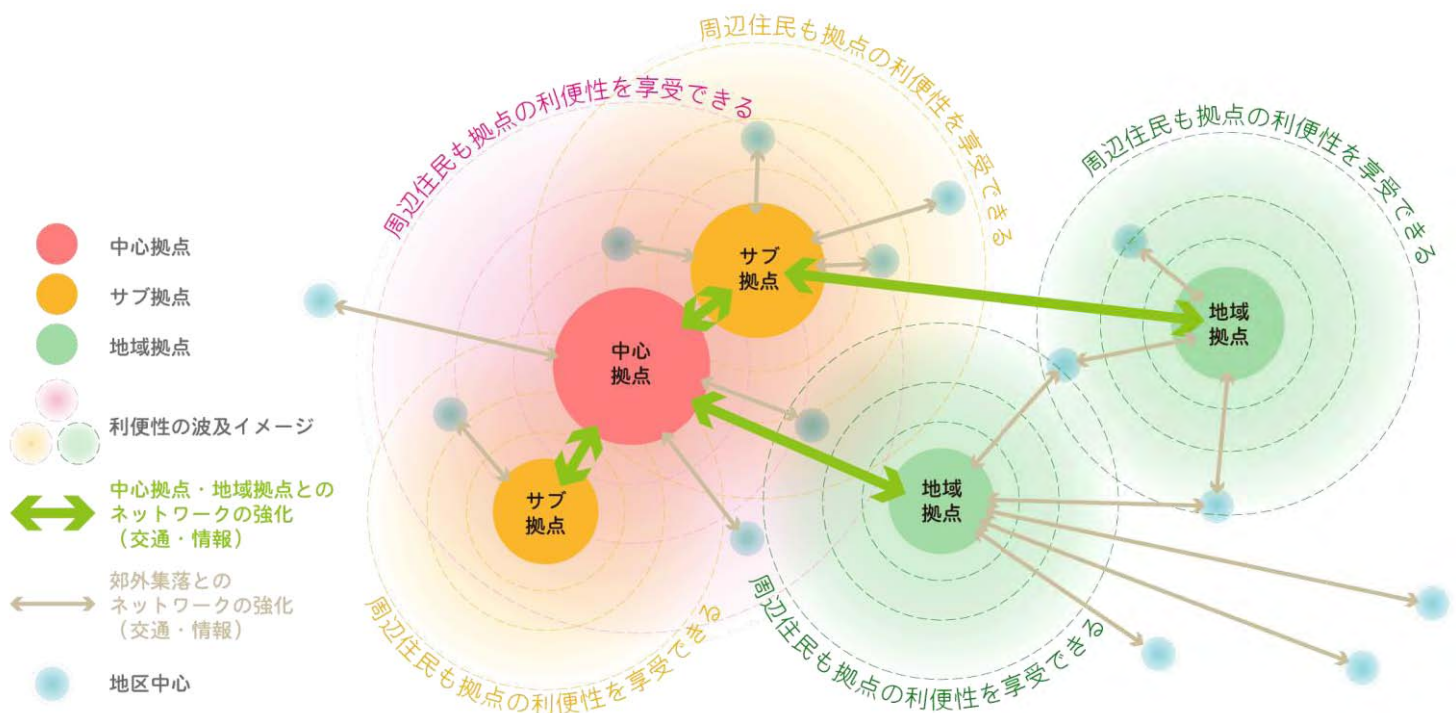 周辺住民も拠点の利便性を享受できる
周辺住民も拠点の利便性を享受できる
周辺住民も拠点の利便性を享受できる
中心拠点
サブ拠点
地域拠点
利便性の波及イメージ
中心拠点・地域拠点との
ネットワークの強化
(交通・情報)
郊外集落との
ネットワークの強化
(交通・情報)
地区中心
サブ
拠点
中心
拠点
サブ
拠点
地域
拠点
地域
拠点
周辺住民も拠点の利便性を享受できる
周辺住民も拠点の利便性を享受できる